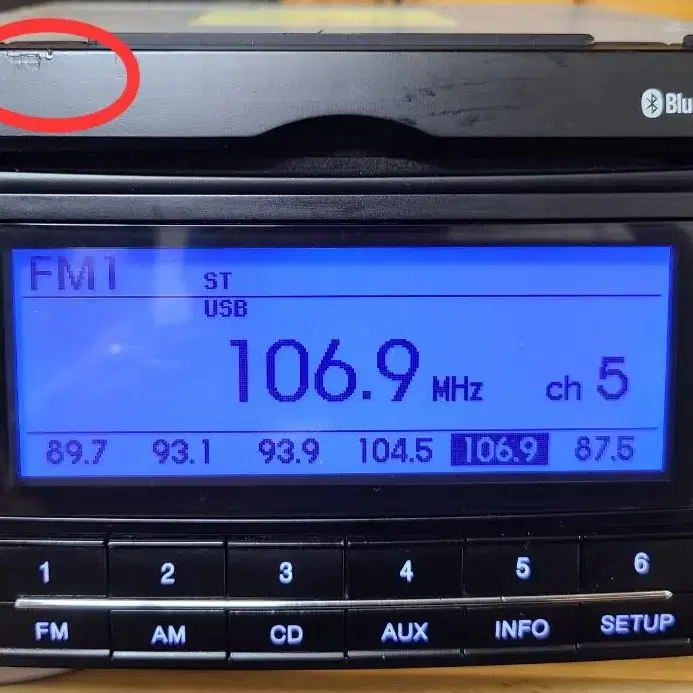 Blu
FM1 ST
USB
106.9 MHz ch 5
89.7 93.1 93.9 104.5 106.9 87.5
1 2 3 4 5 6
FM AM CD AUX INFO SETUP